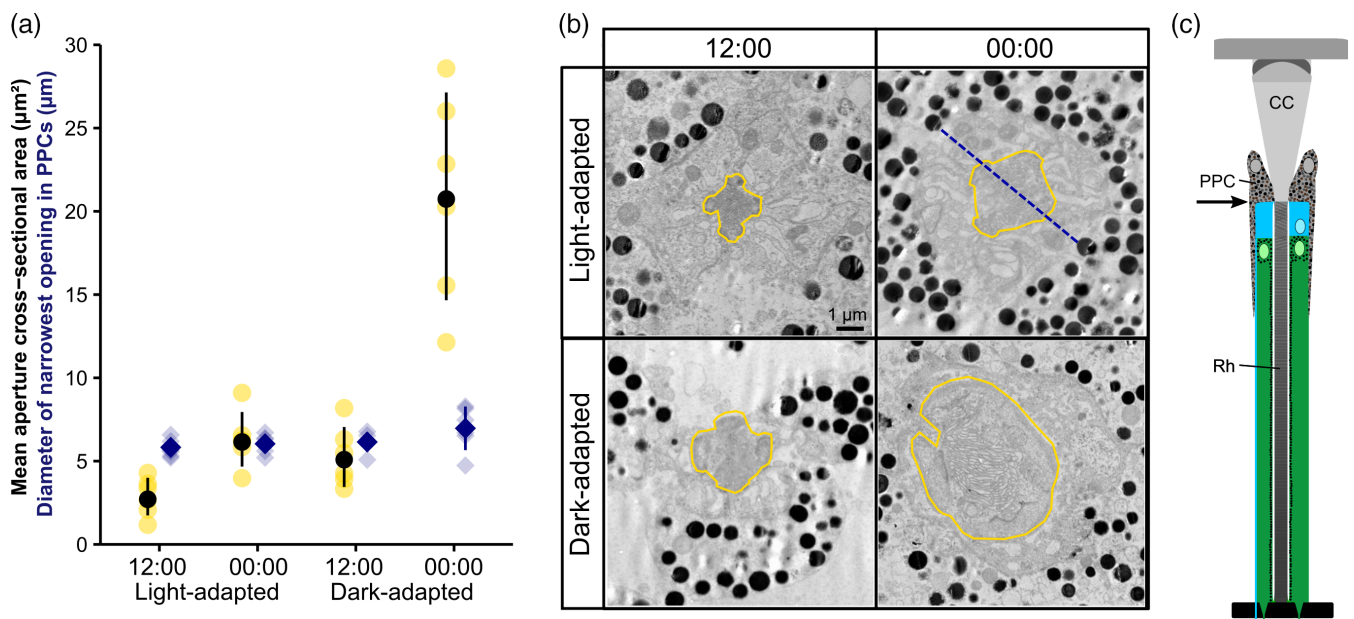 (a)
Mean aperture cross−sectional area (μm²)
Diameter of narrowest opening in PPCs (μm)
30
25
20
15
10
5
0
12:00 00:00 12:00 00:00
Light-adapted Dark-adapted
(b)
12:00 00:00
Light-adapted
1 μm
Dark-adapted
(c)
CC
PPC
Rh